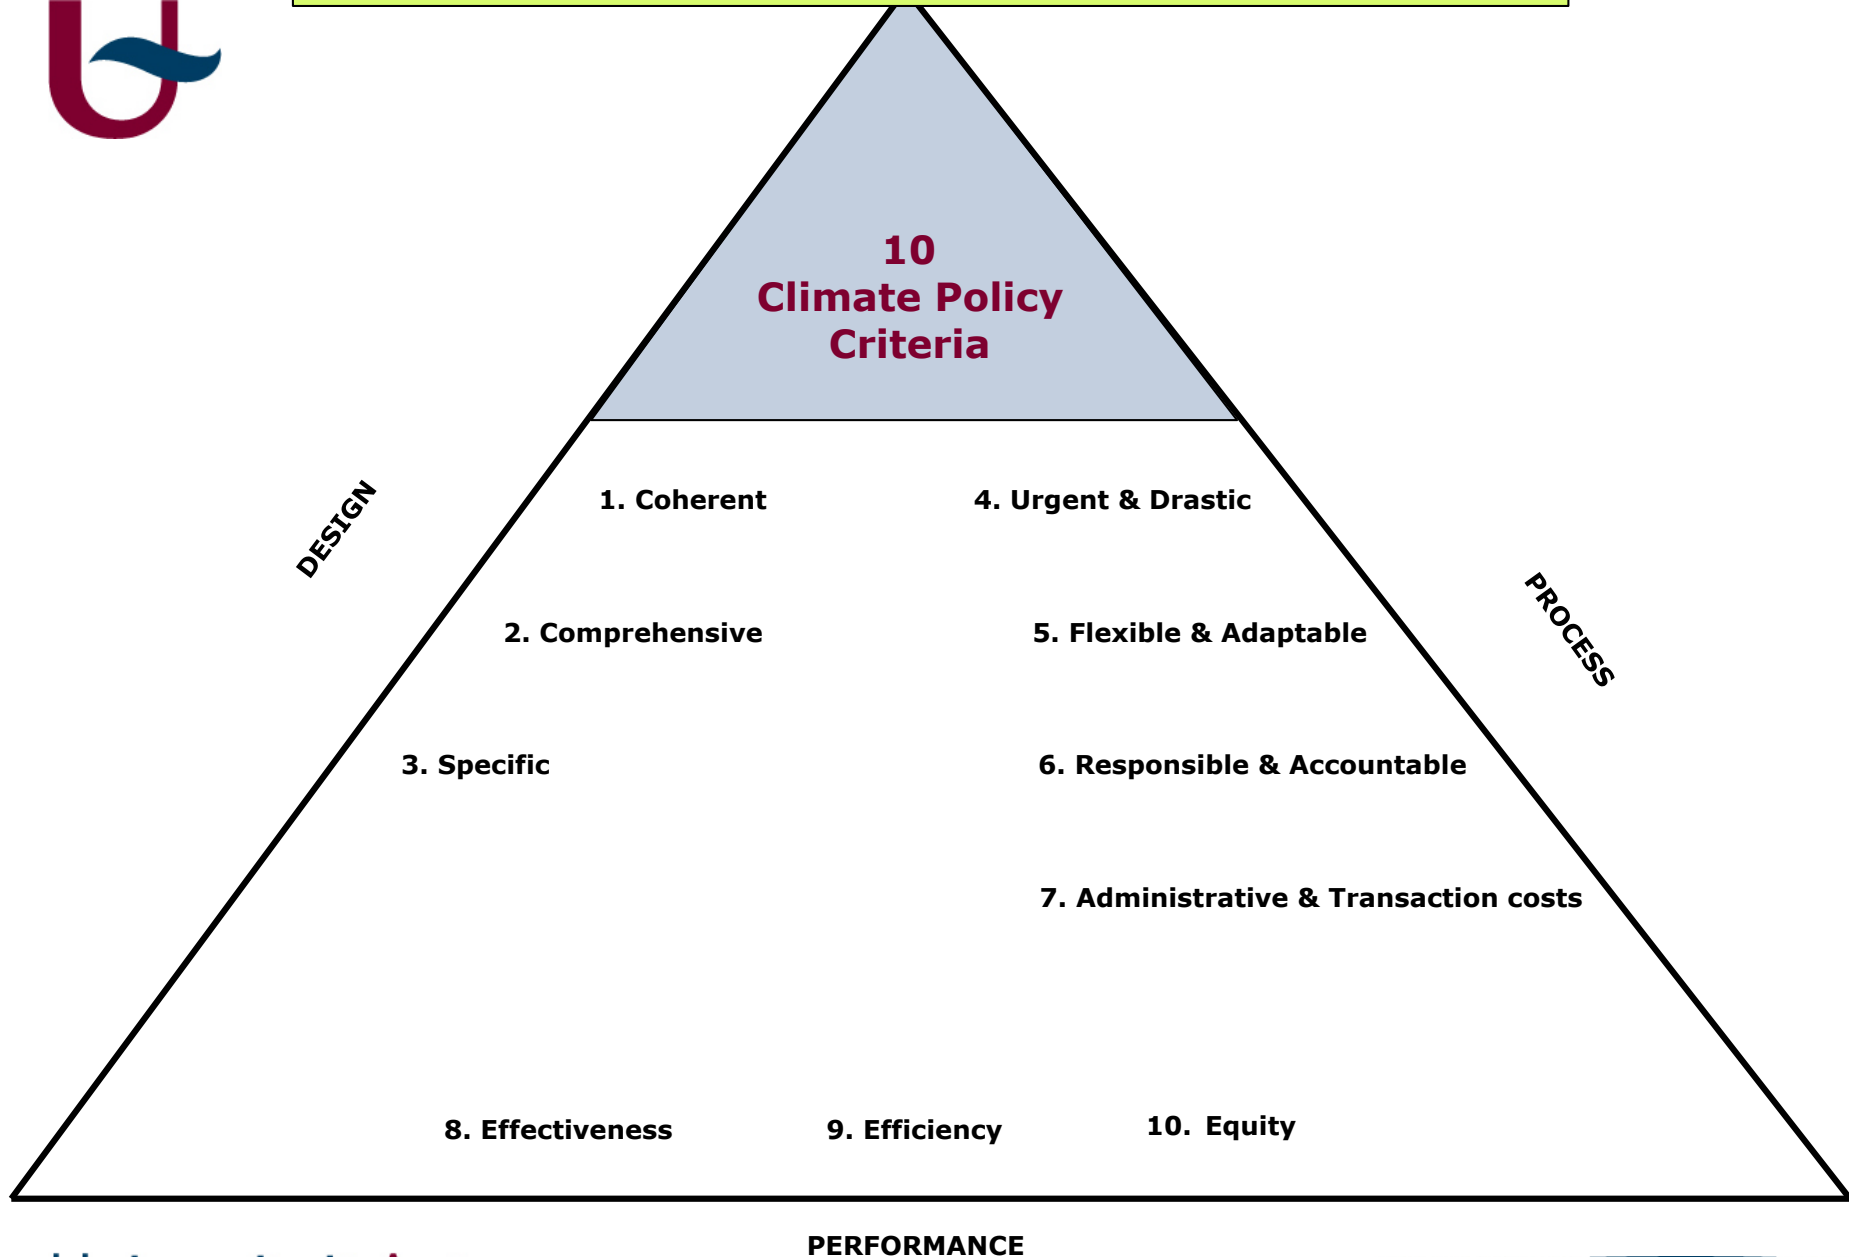 10
Climate Policy
Criteria
DESIGN
1. Coherent
4. Urgent & Drastic
PROCESS
2. Comprehensive
5. Flexible & Adaptable
3. Specific
6. Responsible & Accountable
7. Administrative & Transaction costs
8. Effectiveness
9. Efficiency
10. Equity
PERFORMANCE